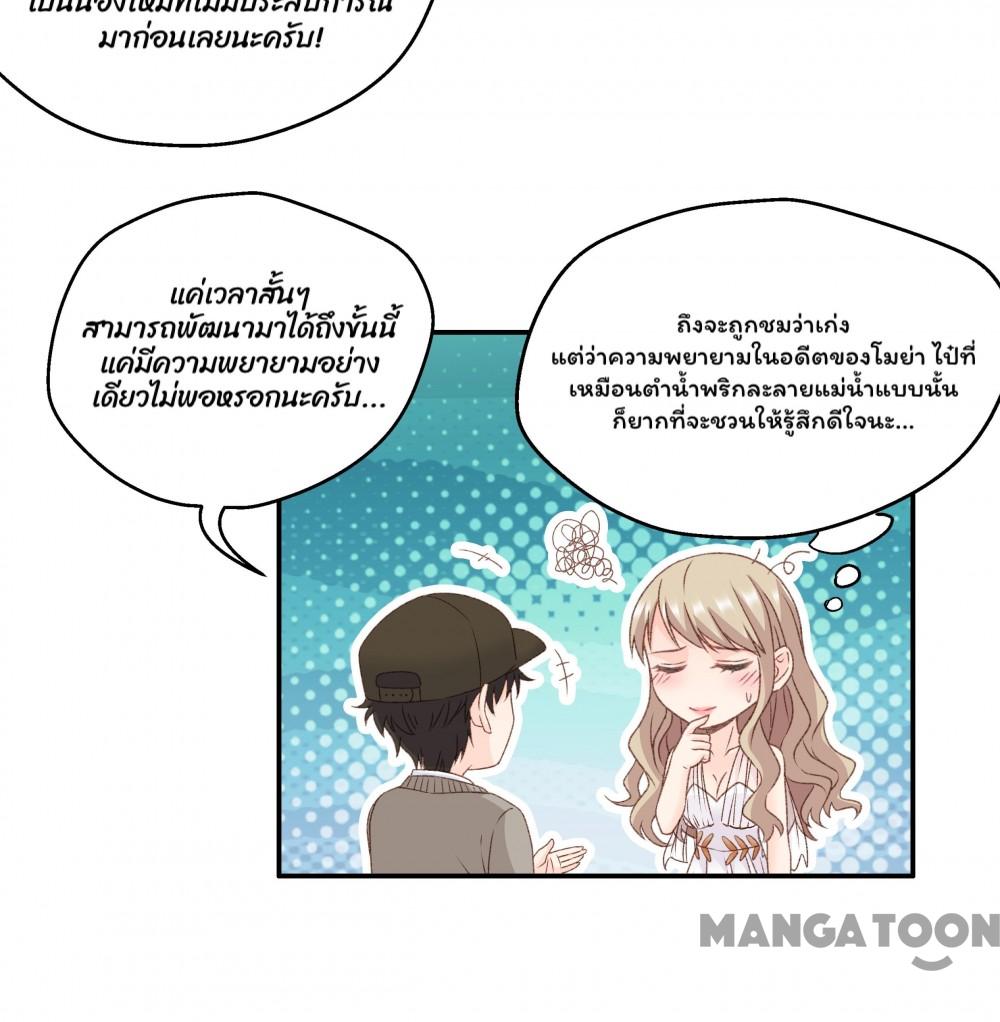 เป็นน้องใหม่ที่ไม่มีประสบการณ์
มาก่อนเลยนะครับ!
แค่เวลาสั้นๆ
สามารถพัฒนามาได้ถึงขั้นนี้
แค่มีความพยายามอย่าง
เดียวไม่พอหรอกนะครับ...
ถึงจะถูกชมว่าเก่ง
แต่ว่าความพยายามในอดีตของโมย่า ไป๋ที่
เหมือนตำน้ำพริกละลายแม่น้ำแบบนั้น
ก็ยากที่จะชวนให้รู้สึกดีใจนะ...
MANGATOON